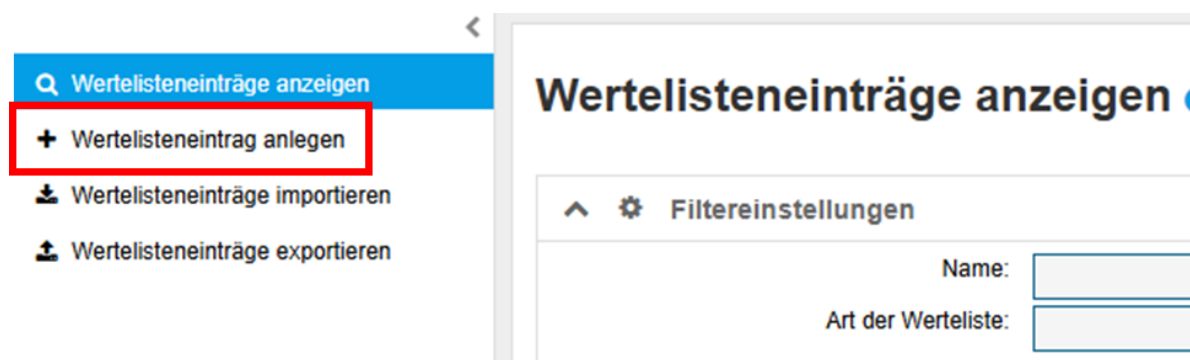 Wertelisteneinträge anzeigen
Wertelisteneintrag anlegen
Wertelisteneinträge importieren
Wertelisteneinträge exportieren
Wertelisteneinträge anzeigen
Filtereinstellungen
Name:
Art der Werteliste: